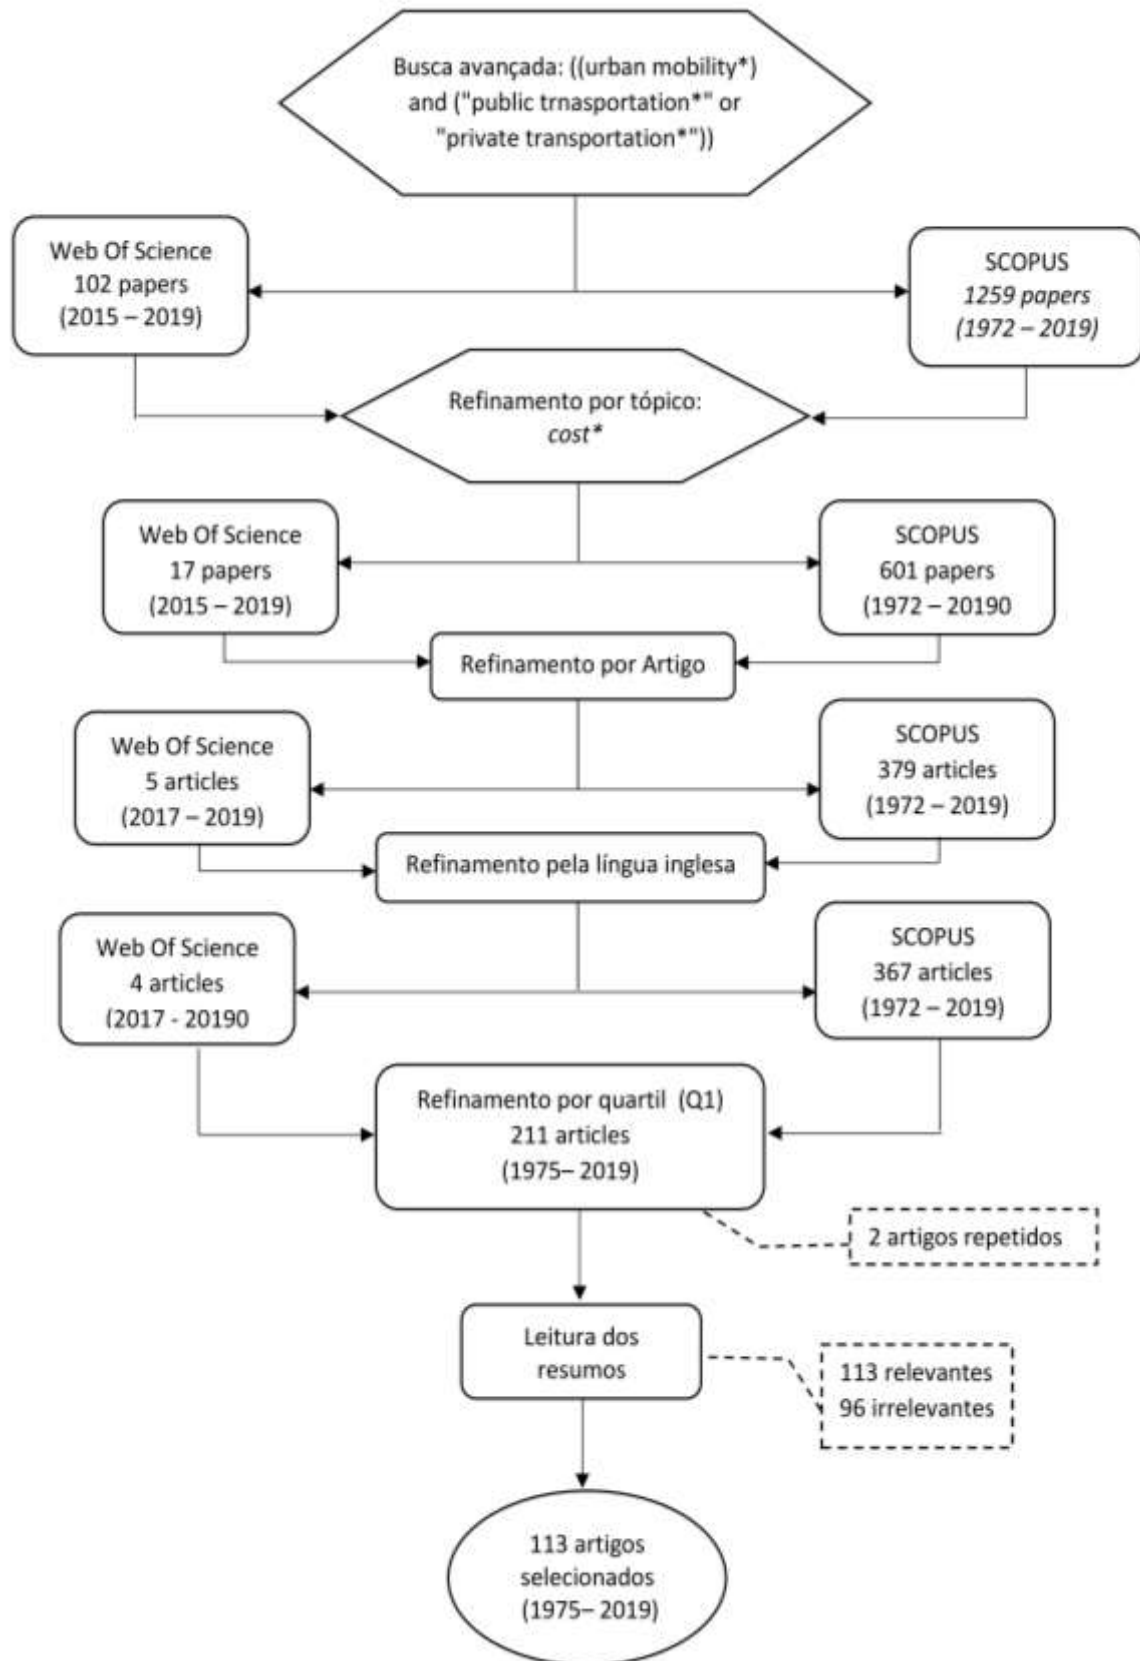 Busca avançada: ((urban mobility*)
and ("public trnasportation*" or
"private transportation*"))
Web Of Science
102 papers
(2015 – 2019)
SCOPUS
1259 papers
(1972 – 2019)
Refinamento por tópico:
cost*
Web Of Science
17 papers
(2015 – 2019)
SCOPUS
601 papers
(1972 – 20190
Refinamento por Artigo
Web Of Science
5 articles
(2017 – 2019)
SCOPUS
379 articles
(1972 – 2019)
Refinamento pela língua inglesa
Web Of Science
4 articles
(2017 - 20190
SCOPUS
367 articles
(1972 – 2019)
Refinamento por quartil (Q1)
211 articles
(1975– 2019)
2 artigos repetidos
Leitura dos
resumos
113 relevantes
96 irrelevantes
113 artigos
selecionados
(1975– 2019)